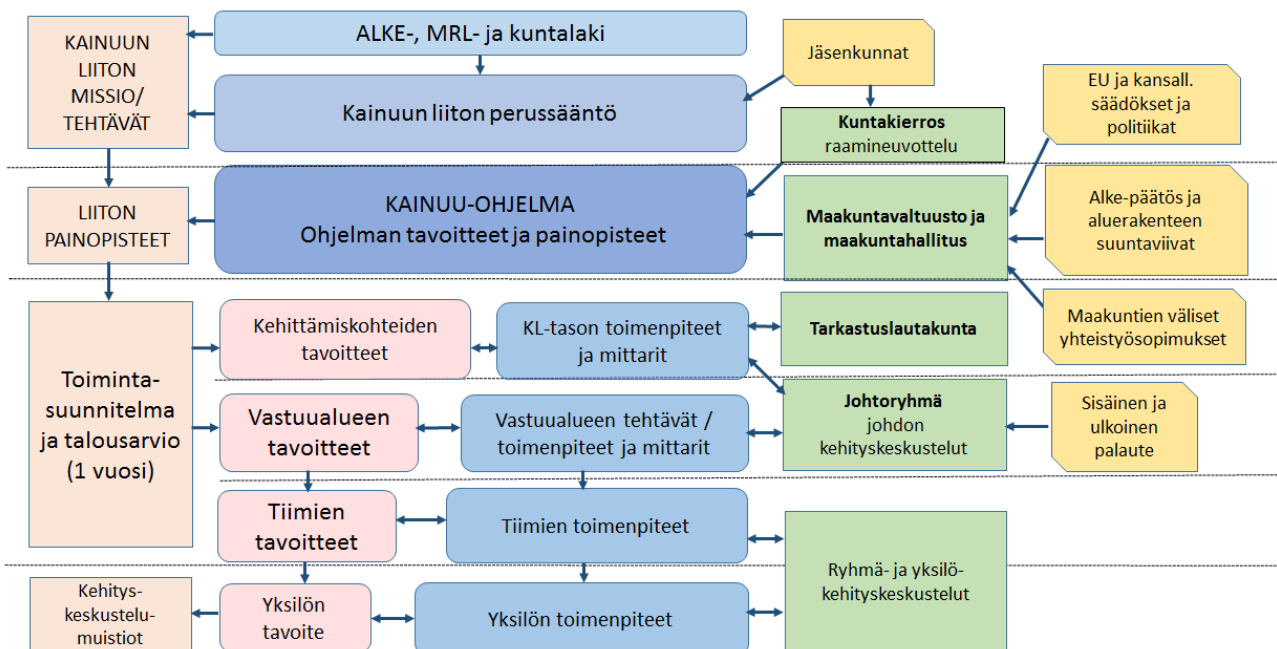 KAINUUN
LIITON
MISSIO/
TEHTÄVÄT
ALKE-, MRL- ja kuntalaki
Kainuun liiton perussääntö
Jäsenkunnat
EU ja kansall.
säädökset ja
politiikat
Kuntakierros
raamineuvottelu
LIITON
PAINOPISTEET
KAINUU-OHJELMA
Ohjelman tavoitteet ja painopisteet
Maakuntavaltuusto ja
maakuntahallitus
Alke-päätös ja
aluerakenteen
suuntaviivat
Toiminta-
suunnitelma
ja talousarvio
(1 vuosi)
Kehittämiskohteiden
tavoitteet
KL-tason toimenpiteet
ja mittarit
Tarkastuslautakunta
Maakuntien väliset
yhteistyösopimukset
Vastuualueen
tavoitteet
Vastuualueen tehtävät /
toimenpiteet ja mittarit
Johtoryhmä
johdon
kehityskeskustelut
Sisäinen ja
ulkoinen
palaute
Tiimien
tavoitteet
Tiimien toimenpiteet
Ryhmä- ja yksilö-
kehityskeskustelut
Kehitys-
keskustelu-
muistiot
Yksilön
tavoite
Yksilön toimenpiteet